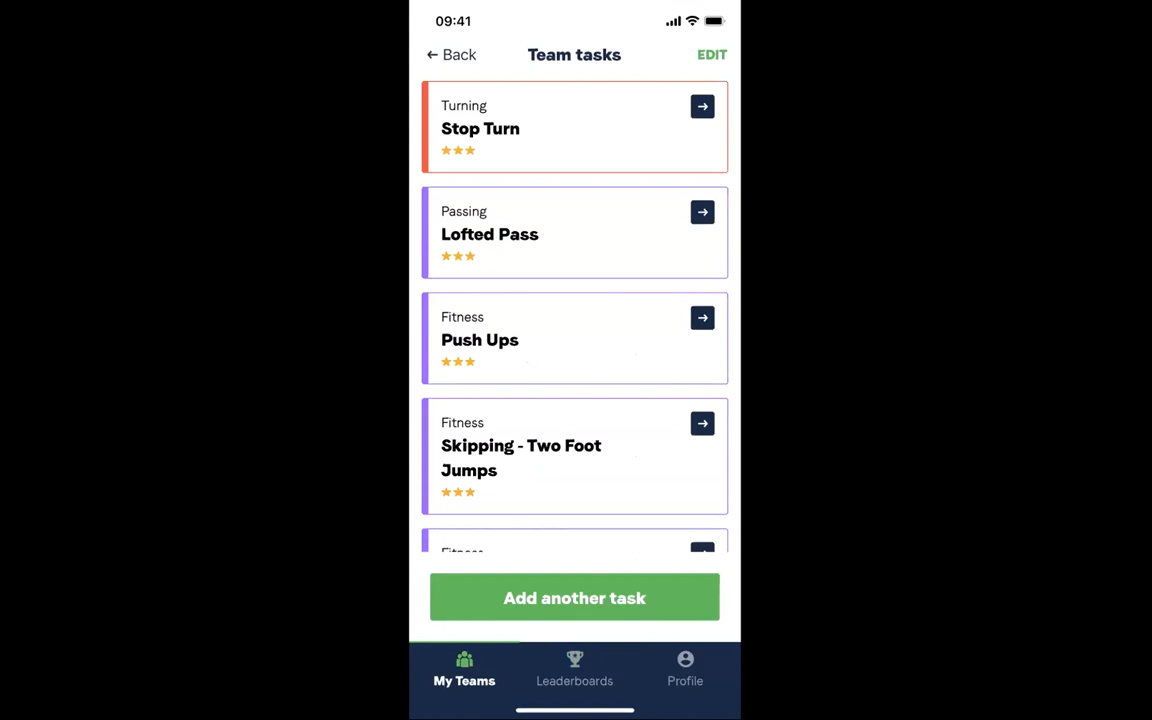 09:41
← Back
Team tasks
EDIT
Turning
Stop Turn
Passing
Lofted Pass
Fitness
Push Ups
Fitness
Skipping - Two Foot
Jumps
Fitness
Add another task
My Teams
Leaderboards
Profile